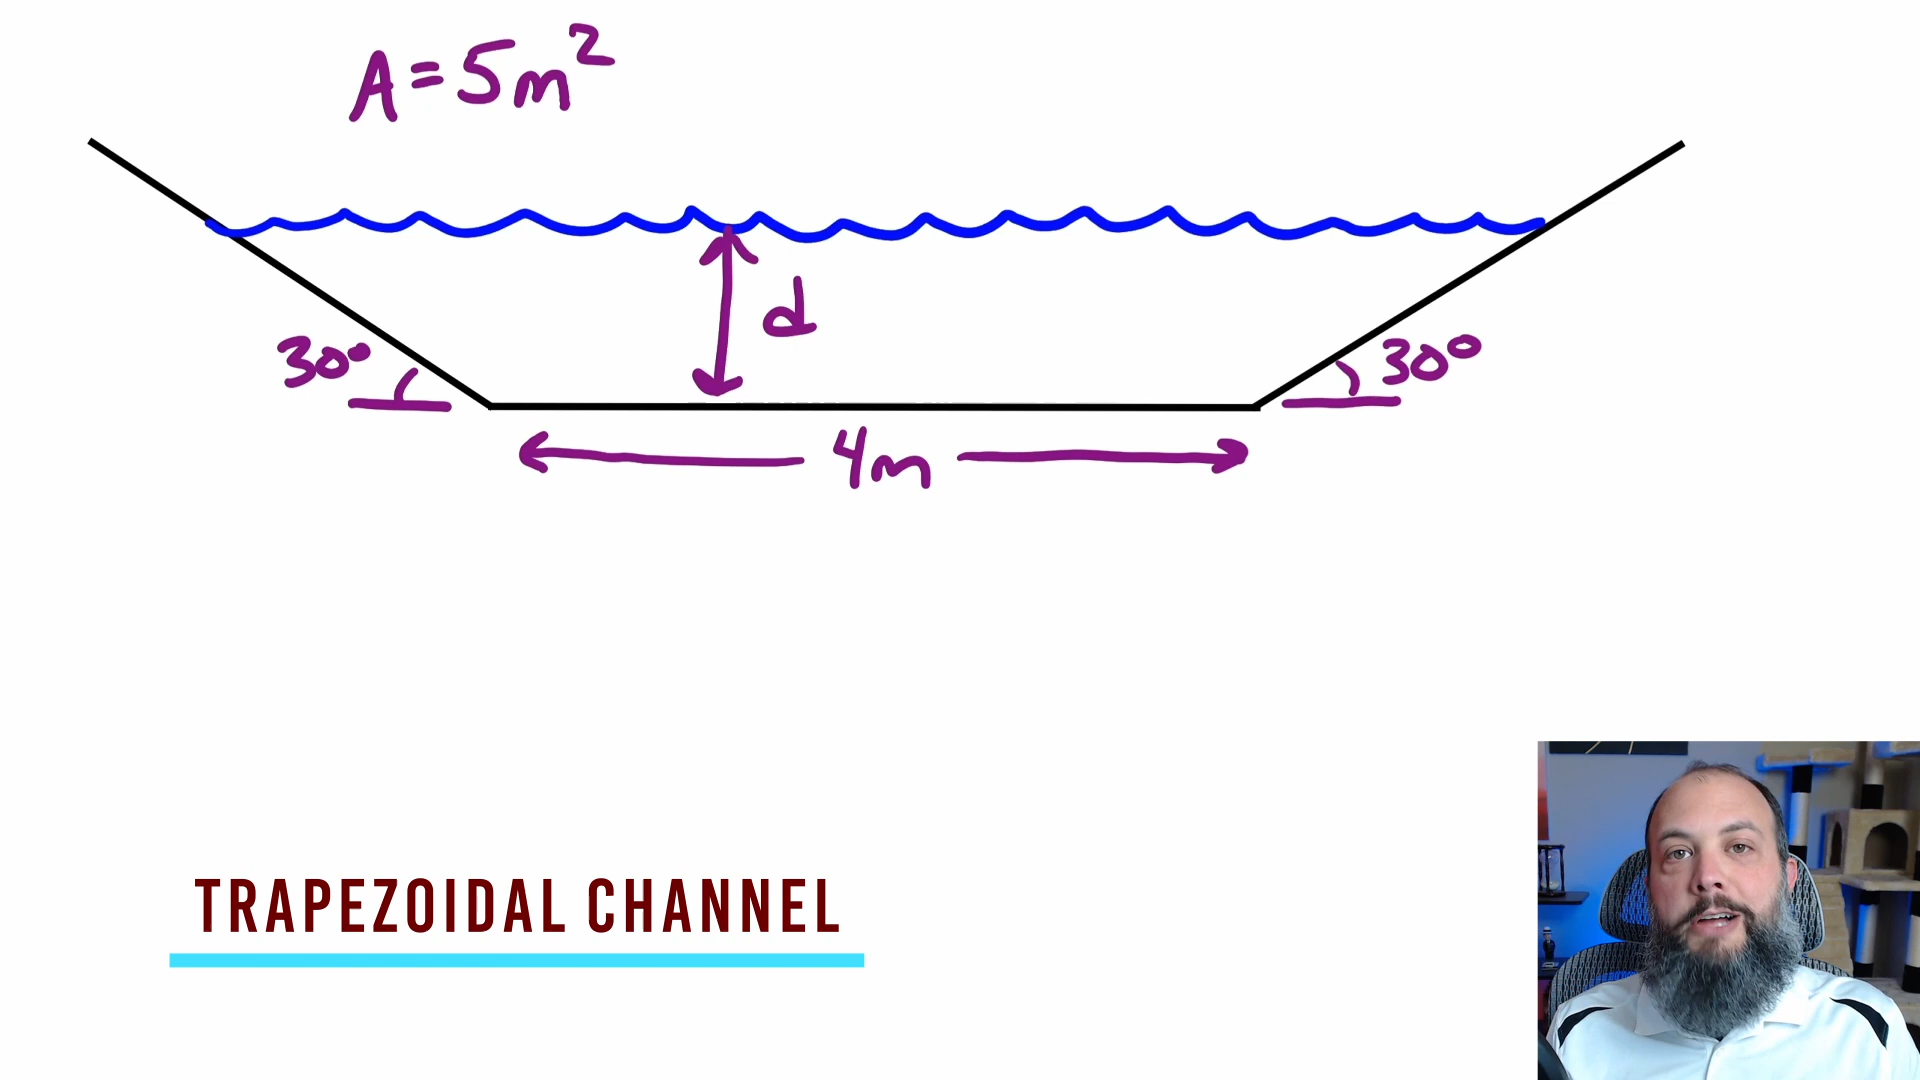 A=5m²
d
30°
30°
4m
TRAPEZOIDAL CHANNEL